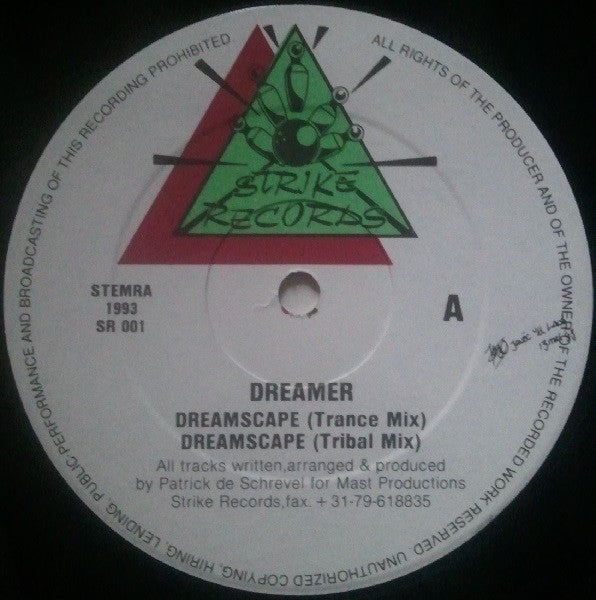 ALL RIGHTS OF THE PRODUCER AND OF THE OWNER OF THE RECORDED WORK RESERVED. UNAUTHORIZED COPYING, HIRING, LENDING, PUBLIC PERFORMANCE AND BROADCASTING OF THIS RECORDING PROHIBITED
STRIKE
RECORDS
STEMRA
1993
SR 001
A
DREAMER
DREAMSCAPE (Trance Mix)
DREAMSCAPE (Tribal Mix)
All tracks written,arranged & produced
by Patrick de Schrevel for Mast Productions
Strike Records,fax. + 31-79-618835